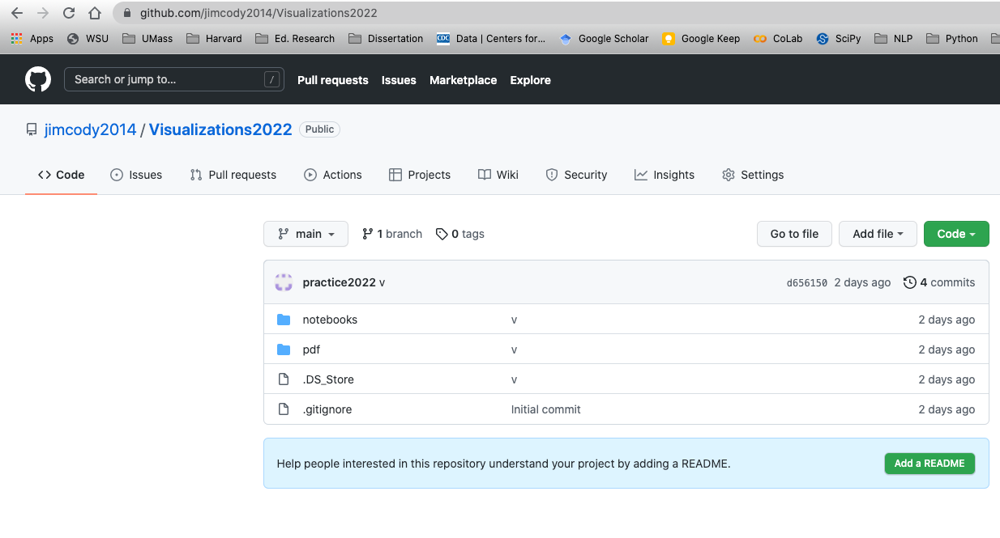 github.com/jimcody2014/Visualizations2022
Apps WSU UMass Harvard Ed. Research Dissertation CDC Data | Centers for... Google Scholar Google Keep CoLab SciPy NLP Python
Search or jump to... / Pull requests Issues Marketplace Explore
jimcody2014 / Visualizations2022 Public
Code Issues Pull requests Actions Projects Wiki Security Insights Settings
main 1 branch 0 tags Go to file Add file Code
practice2022 v d656150 2 days ago 4 commits
notebooks v 2 days ago
pdf v 2 days ago
.DS_Store v 2 days ago
.gitignore Initial commit 2 days ago
Help people interested in this repository understand your project by adding a README. Add a README